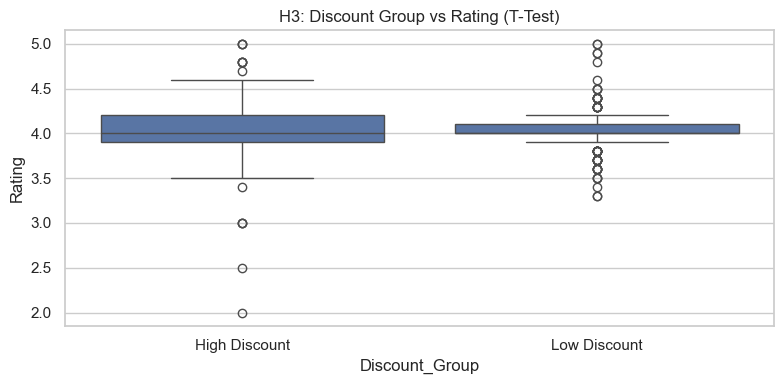 H3: Discount Group vs Rating (T-Test)
5.0
4.5
4.0
3.5
3.0
2.5
2.0
Rating
High Discount
Low Discount
Discount_Group